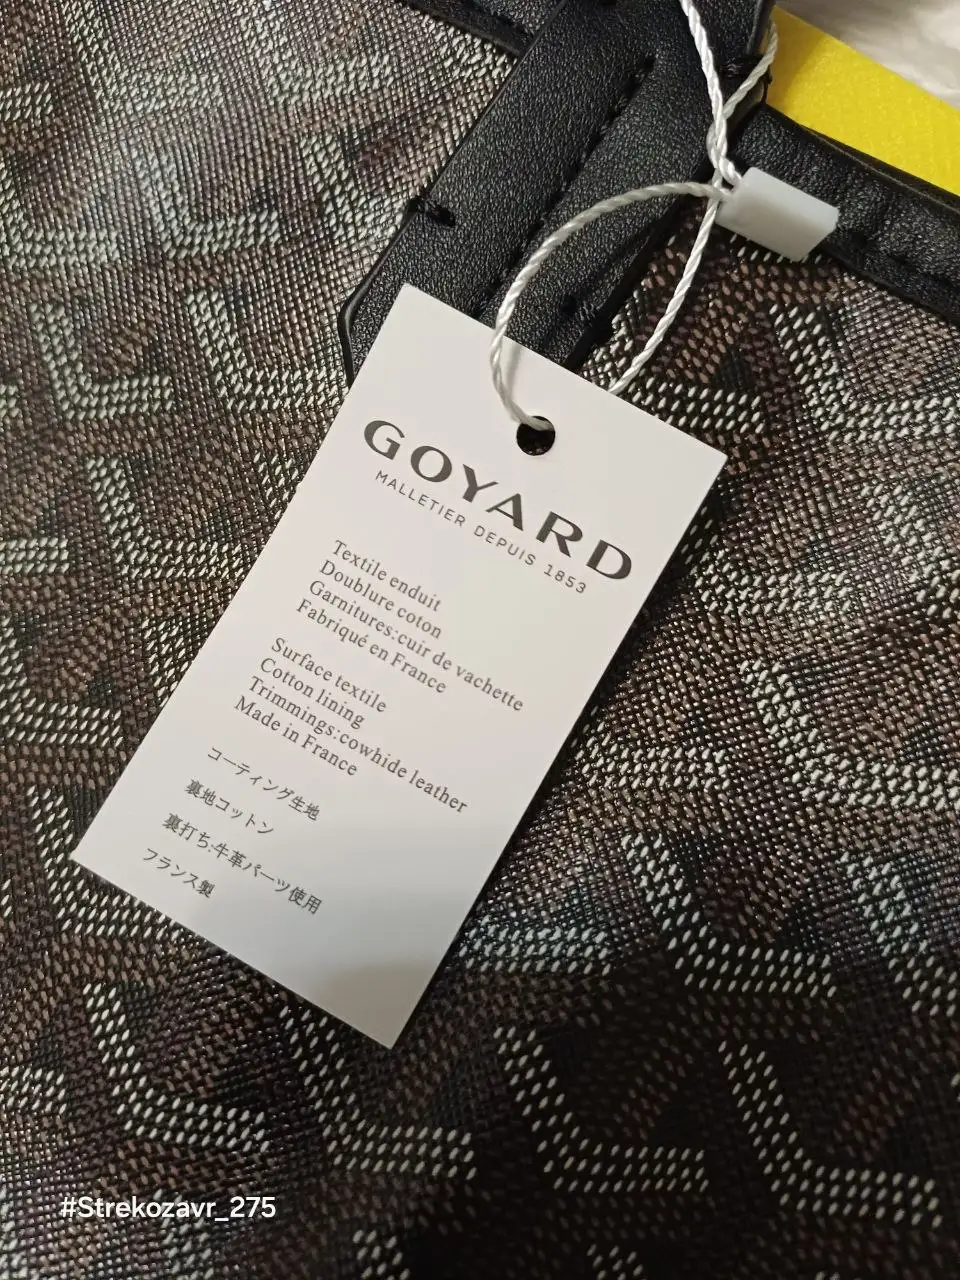 GOYARD
MALLETIER DEPUIS 1853
Textile enduit
Doublure coton
Garnitures:cuir de vachette
Fabriqué en France
Surface textile
Cotton lining
Trimmings:cowhide leather
Made in France
コーティング生地
裏地コットン
裏打ち:牛革パーツ使用
フランス製
#Strekozavr_275